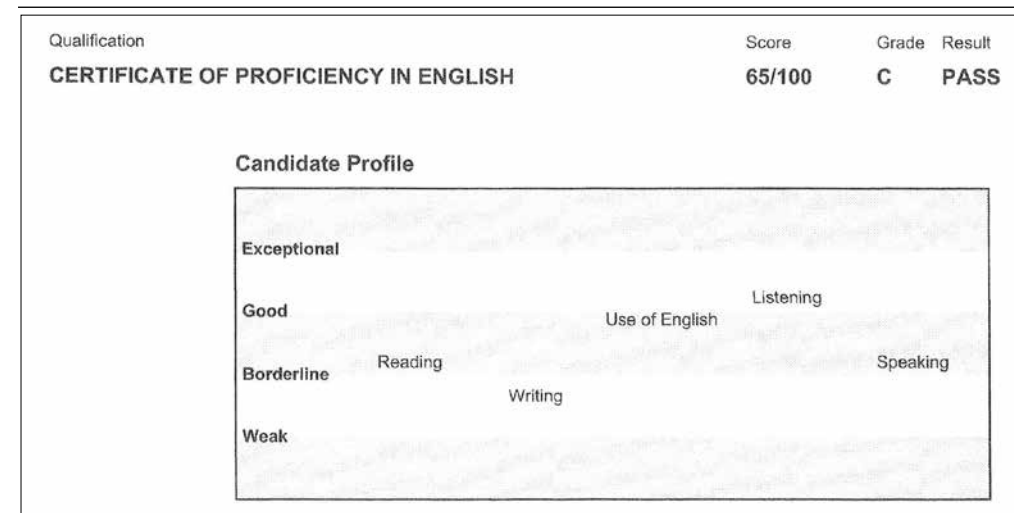 Qualification Score Grade Result
CERTIFICATE OF PROFICIENCY IN ENGLISH 65/100 C PASS
Candidate Profile
Exceptional
Listening
Good
Use of English
Reading Speaking
Borderline
Writing
Weak